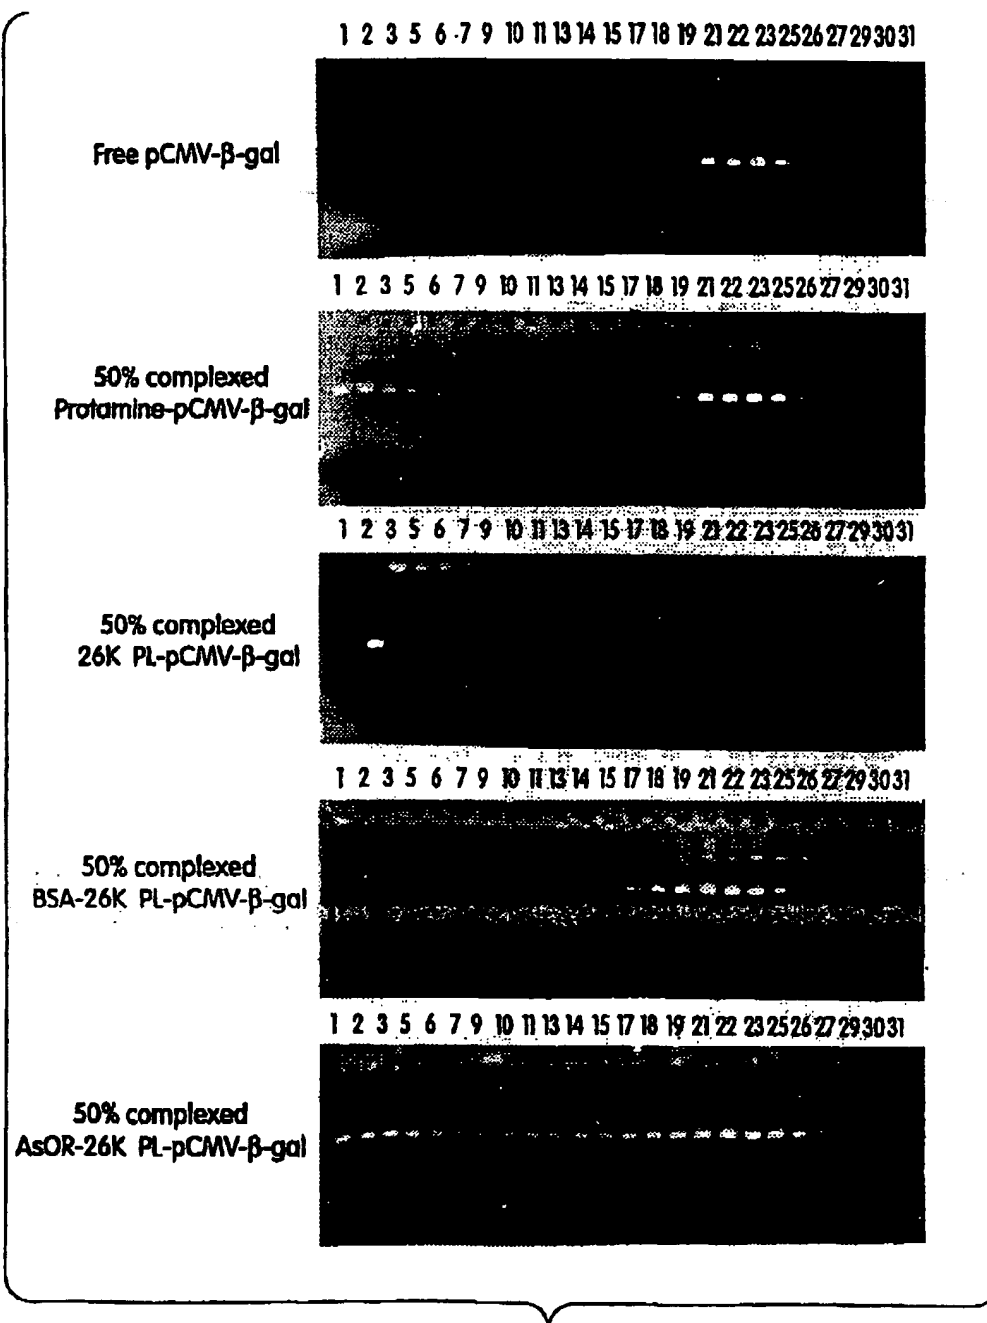 1 2 3 5 6 7 9 10 11 13 14 15 17 18 19 21 22 23 25 26 27 29 30 31
Free pCMV-β-gal
1 2 3 5 6 7 9 10 11 13 14 15 17 18 19 21 22 23 25 26 27 29 30 31
50% complexed
Protamine-pCMV-β-gal
1 2 3 5 6 7 9 10 11 13 14 15 17 18 19 21 22 23 25 26 27 29 30 31
50% complexed
26K PL-pCMV-β-gal
1 2 3 5 6 7 9 10 11 13 14 15 17 18 19 21 22 23 25 26 27 29 30 31
50% complexed
BSA-26K PL-pCMV-β-gal
1 2 3 5 6 7 9 10 11 13 14 15 17 18 19 21 22 23 25 26 27 29 30 31
50% complexed
AsOR-26K PL-pCMV-β-gal